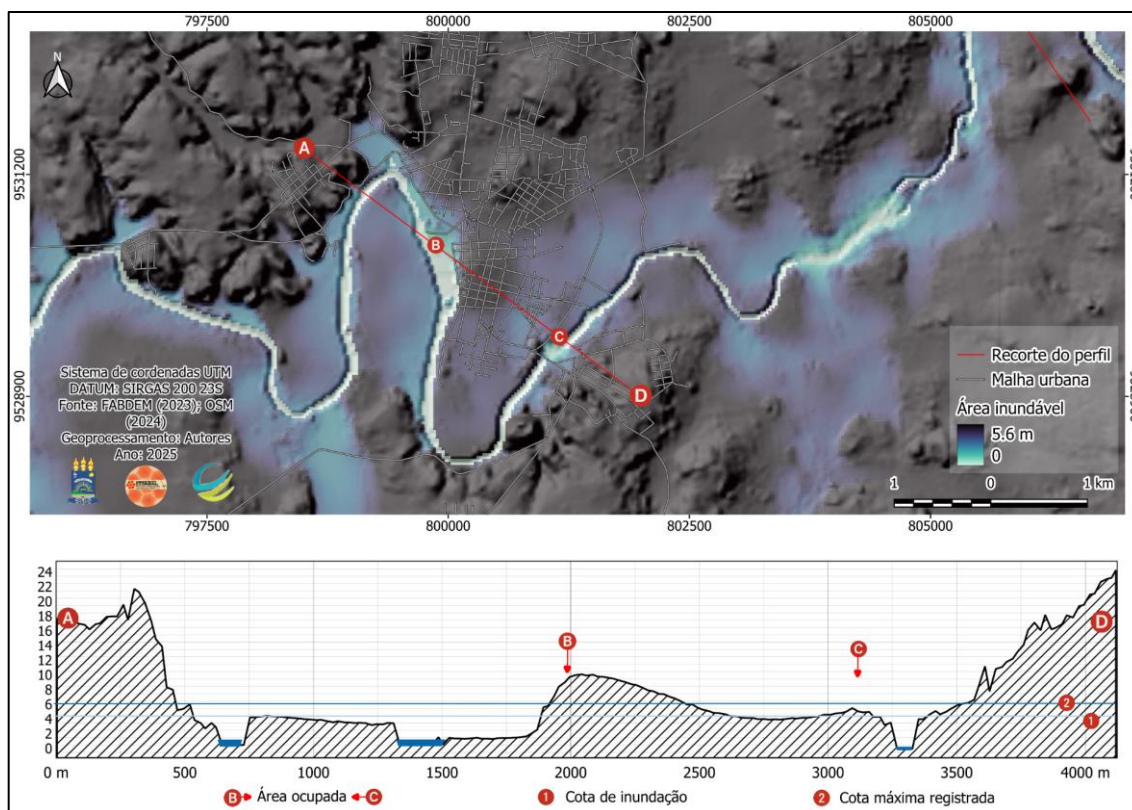 797500 800000 802500 805000
9531200
9528900
A
B
C
D
Sistema de cordenadas UTM
DATUM: SIRGAS 200 23S
Fonte: FABDEM (2023); OSM
(2024)
Geoprocessamento: Autores
Ano: 2025
Recorte do perfil
Malha urbana
Área inundável
5.6 m
0
1 0 1 km
797500 800000 802500 805000
24
22
20
18
16
14
12
10
8
6
4
2
0
A
B
C
D
2
1
0 m 500 1000 1500 2000 2500 3000 3500 4000 m
B Área ocupada C
1 Cota de inundação
2 Cota máxima registrada